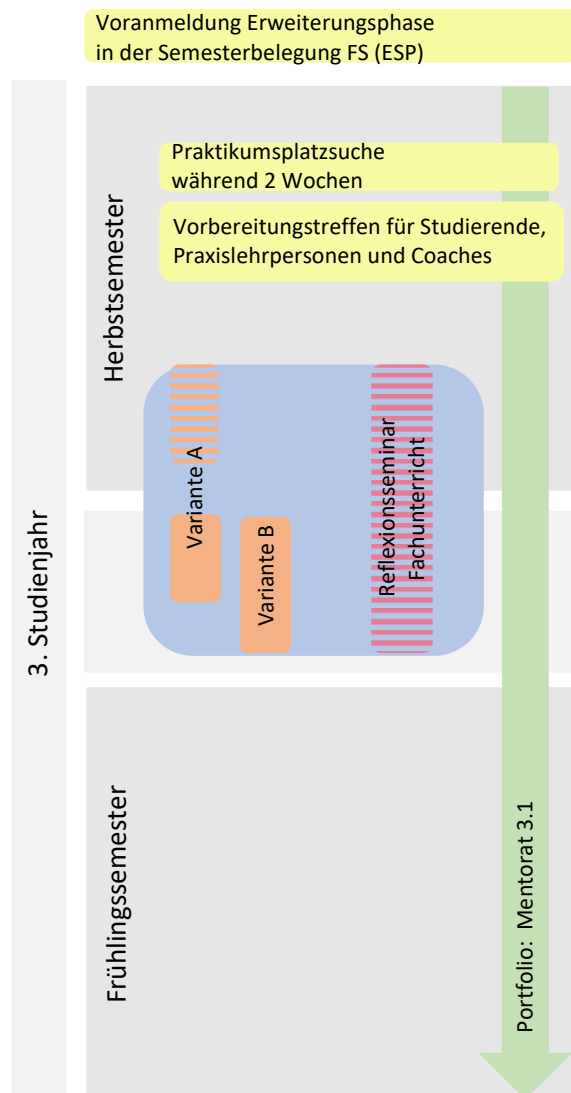 Voranmeldung Erweiterungsphase
in der Semesterbelegung FS (ESP)
3. Studienjahr
Herbstsemester
Praktikumsplatzsuche
während 2 Wochen
Vorbereitungstreffen für Studierende,
Praxislehrpersonen und Coaches
Variante A
Variante B
Reflexionsseminar
Fachunterricht
Frühlingssemester
Portfolio: Mentorat 3.1